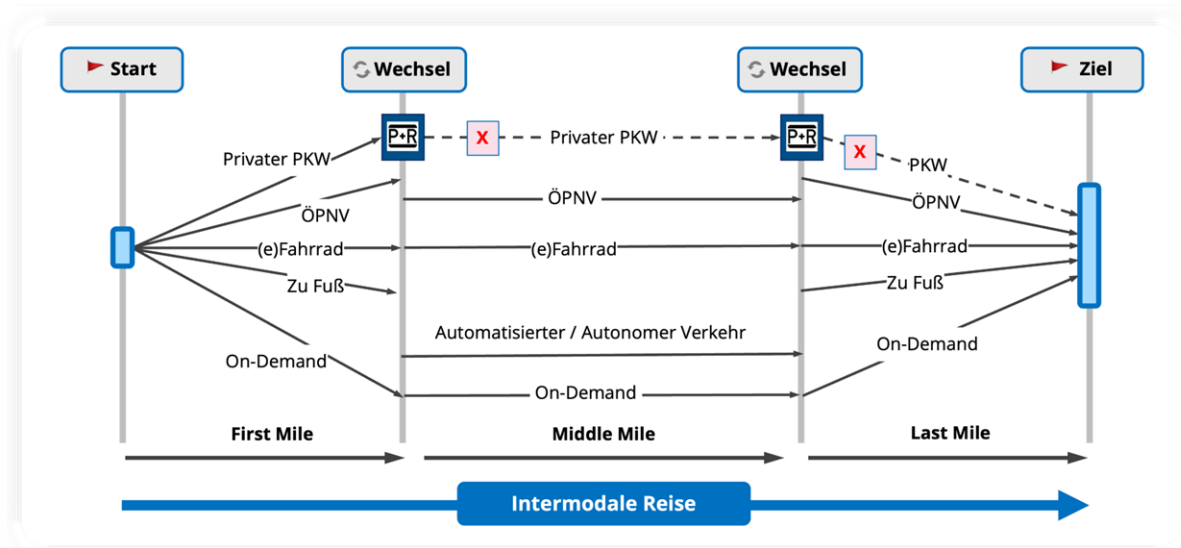 Start
Wechsel
Wechsel
Ziel
P+R
X
Privater PKW
P+R
X
Privater PKW
PKW
ÖPNV
ÖPNV
ÖPNV
(e)Fahrrad
(e)Fahrrad
(e)Fahrrad
Zu Fuß
Zu Fuß
Automatisierter / Autonomer Verkehr
On-Demand
On-Demand
On-Demand
First Mile
Middle Mile
Last Mile
Intermodale Reise